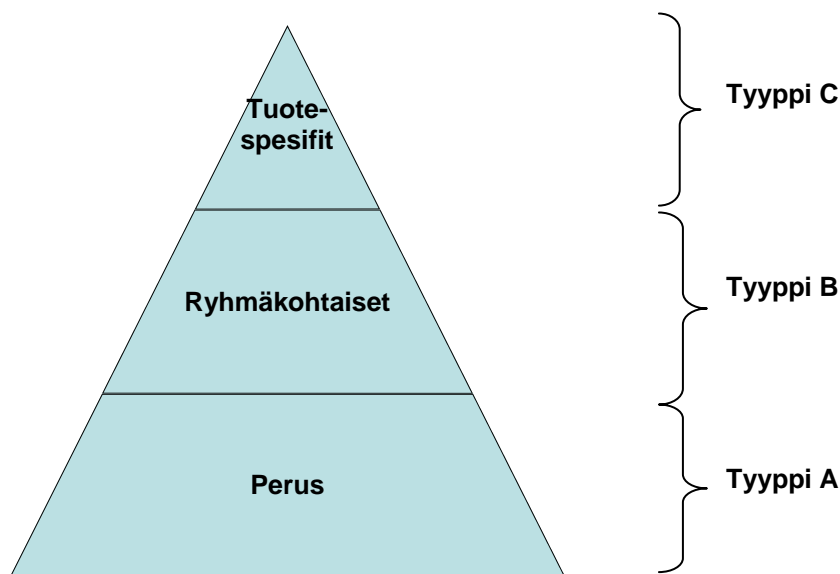 Tuote-
spesifit
Tyyppi C
Ryhmäkohtaiset
Tyyppi B
Perus
Tyyppi A